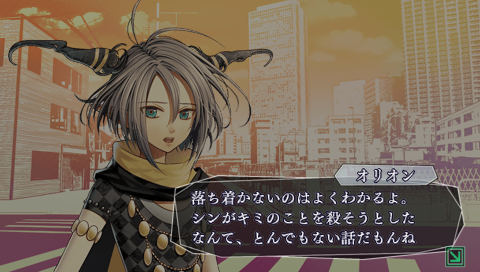 オリオン
落ち着かないのはよくわかるよ。
シンがキミのことを殺そうとした
なんて、とんでもない話だもんね